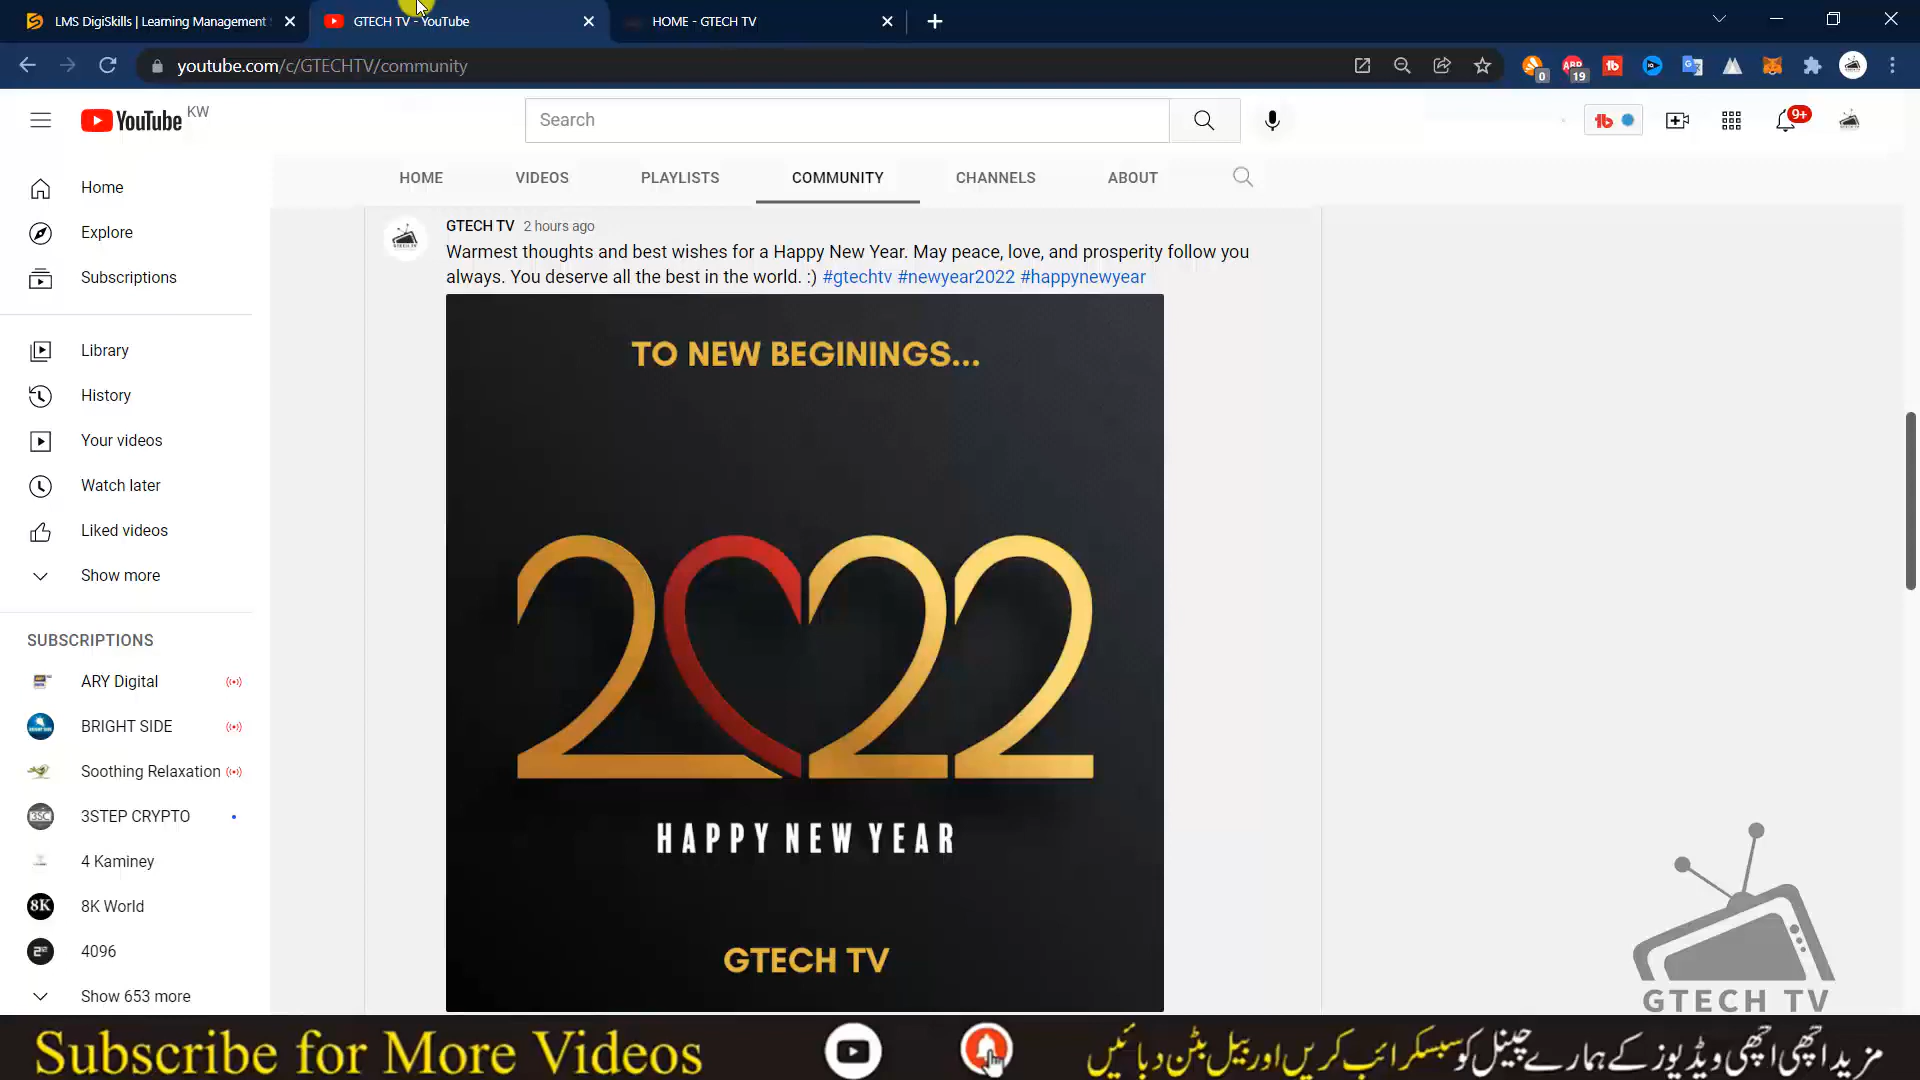 LMS DigiSkills | Learning Management
GTECH TV - YouTube
HOME - GTECH TV
youtube.com/c/GTECHTV/community
0
ABP
19
YouTube KW
Search
9+
HOME
VIDEOS
PLAYLISTS
COMMUNITY
CHANNELS
ABOUT
Home
Explore
Subscriptions
Library
History
Your videos
Watch later
Liked videos
Show more
SUBSCRIPTIONS
ARY Digital
BRIGHT SIDE
Soothing Relaxation
3STEP CRYPTO
4 Kaminey
8K World
4096
Show 653 more
GTECH TV 2 hours ago
Warmest thoughts and best wishes for a Happy New Year. May peace, love, and prosperity follow you
always. You deserve all the best in the world. :) #gtechtv #newyear2022 #happynewyear
TO NEW BEGININGS...
2022
HAPPY NEW YEAR
GTECH TV
GTECH TV
Subscribe for More Videos
مزید اچھی اچھی ویڈیوز کے ہمارے چینل کو سبسکرائب کریں اور بیل بٹن دبائیں